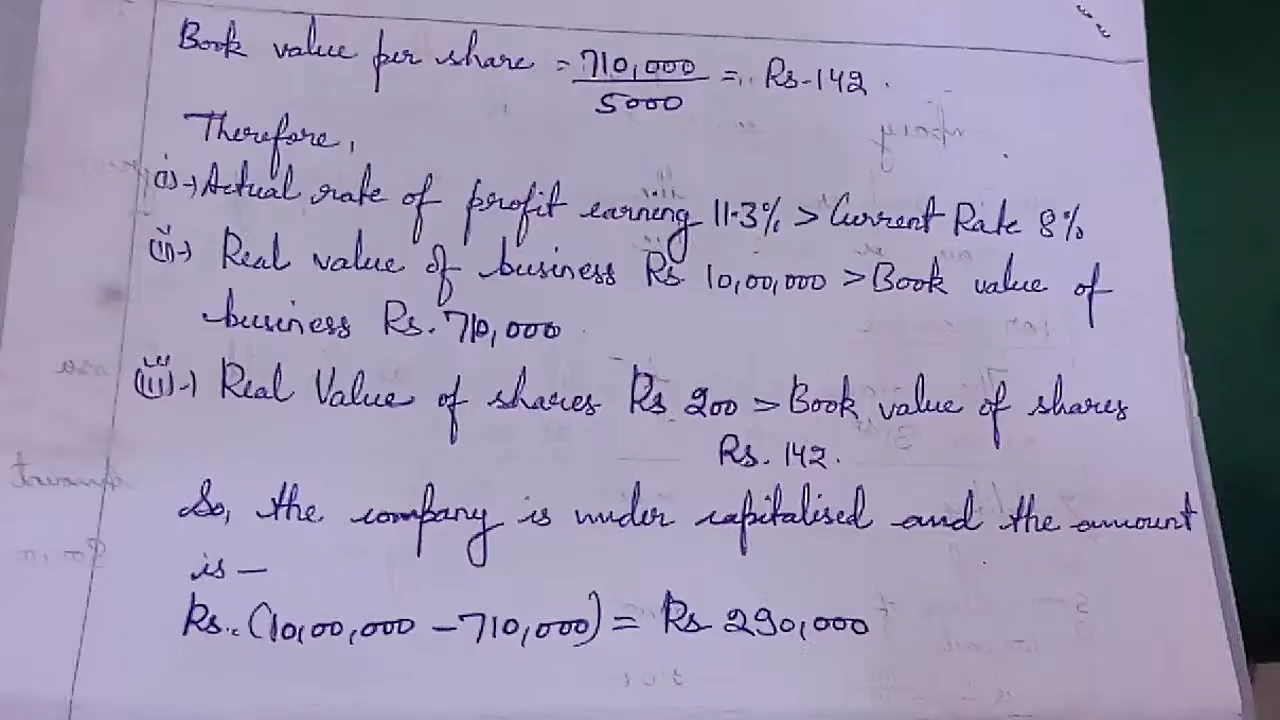 Book value per share = 710,000 / 5000 = Rs. 142.
Therefore,
(i)→ Actual rate of profit earning 11.3% > Current Rate 8%
(ii)→ Real value of business Rs. 10,00,000 > Book value of
business Rs. 710,000
(iii)→ Real Value of shares Rs 200 > Book value of shares
Rs. 142.
So, the company is under capitalised and the amount
is —
Rs. (10,00,000 - 710,000) = Rs 290,000